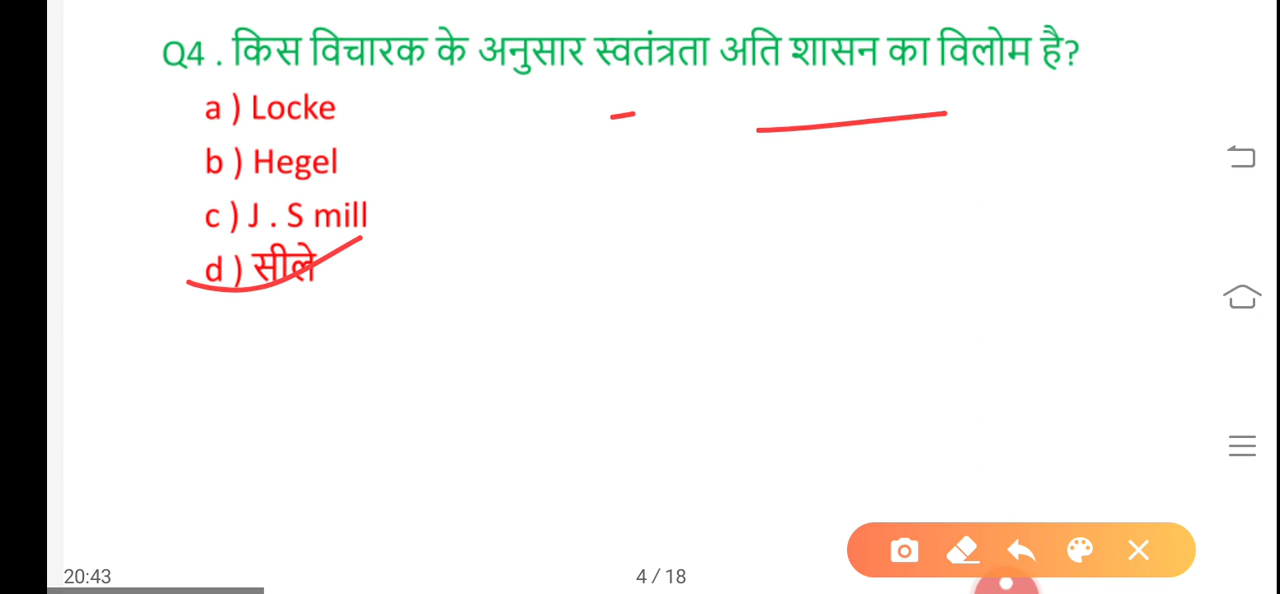 Q4 . किस विचारक के अनुसार स्वतंत्रता अति शासन का विलोम है?
a ) Locke
b ) Hegel
c ) J . S mill
d ) सीले
20:43
4 / 18